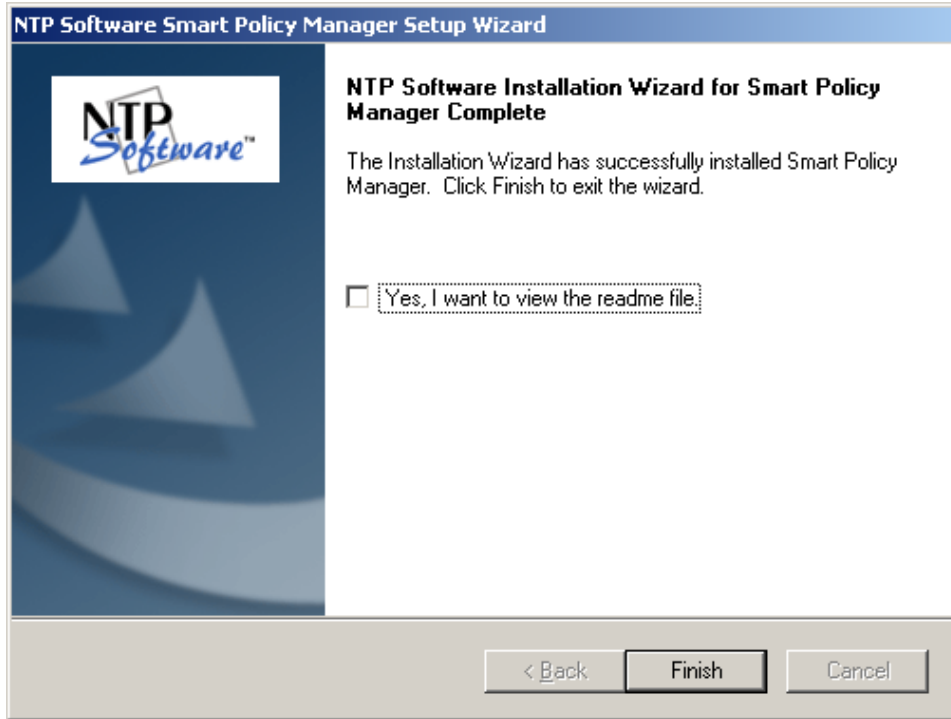 NTP Software Smart Policy Manager Setup Wizard
NTP
Software™
NTP Software Installation Wizard for Smart Policy
Manager Complete
The Installation Wizard has successfully installed Smart Policy
Manager. Click Finish to exit the wizard.
Yes, I want to view the readme file.
< Back
Finish
Cancel